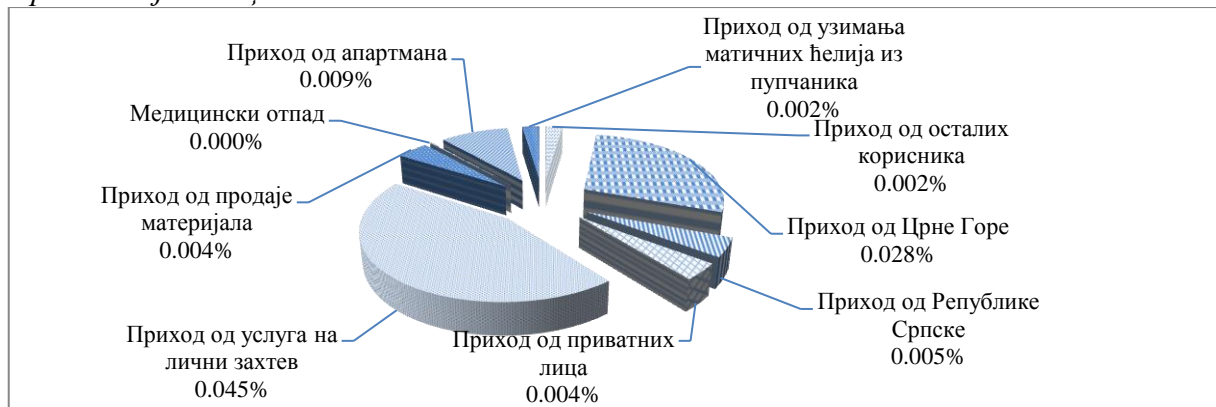 Приход од апартмана
0.009%
Приход од узимања
матичних ћелија из
пупчаника
0.002%
Медицински отпад
0.000%
Приход од осталих
корисника
0.002%
Приход од продаје
материјала
0.004%
Приход од Црне Горе
0.028%
Приход од Републике
Српске
0.005%
Приход од услуга на
лични захтев
0.045%
Приход од приватних
лица
0.004%